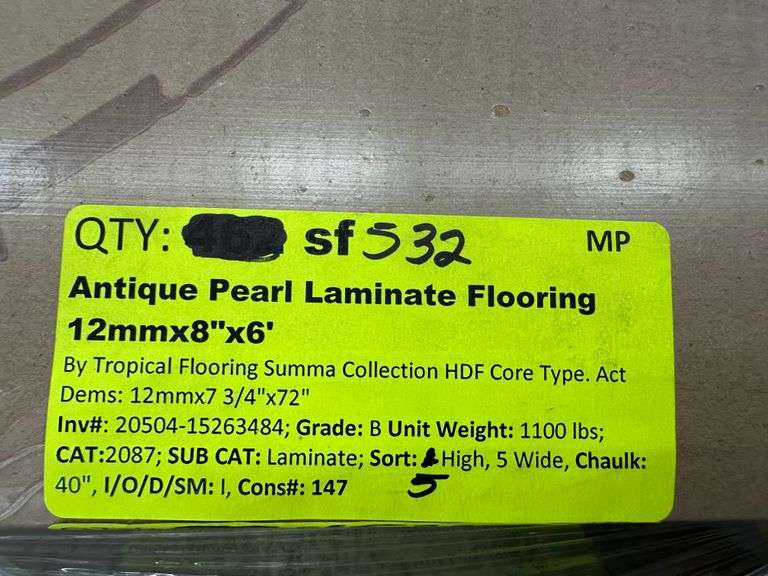 QTY: sf 532 MP
Antique Pearl Laminate Flooring
12mmx8"x6'
By Tropical Flooring Summa Collection HDF Core Type. Act
Dems: 12mmx7 3/4"x72"
Inv#: 20504-15263484; Grade: B Unit Weight: 1100 lbs;
CAT:2087; SUB CAT: Laminate; Sort: High, 5 Wide, Chaulk:
40", I/O/D/SM: I, Cons#: 147 5